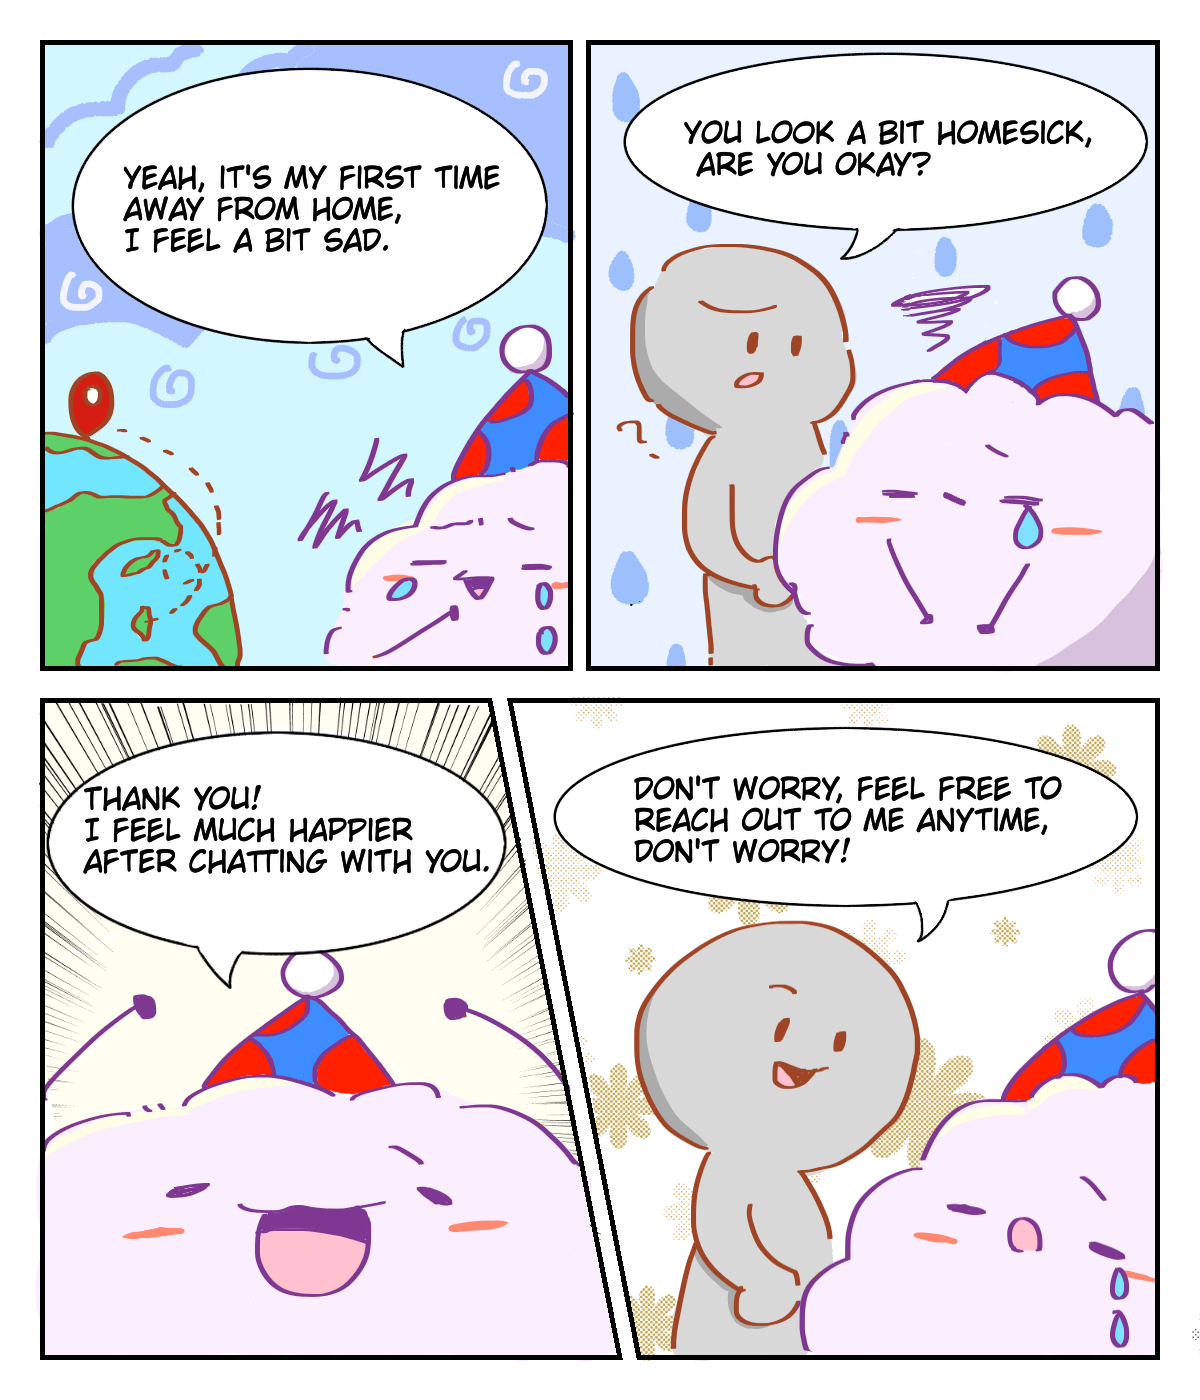 YOU LOOK A BIT HOMESICK,
ARE YOU OKAY?
YEAH, IT'S MY FIRST TIME
AWAY FROM HOME,
I FEEL A BIT SAD.
DON'T WORRY, FEEL FREE TO
REACH OUT TO ME ANYTIME,
DON'T WORRY!
THANK YOU!
I FEEL MUCH HAPPIER
AFTER CHATTING WITH YOU.